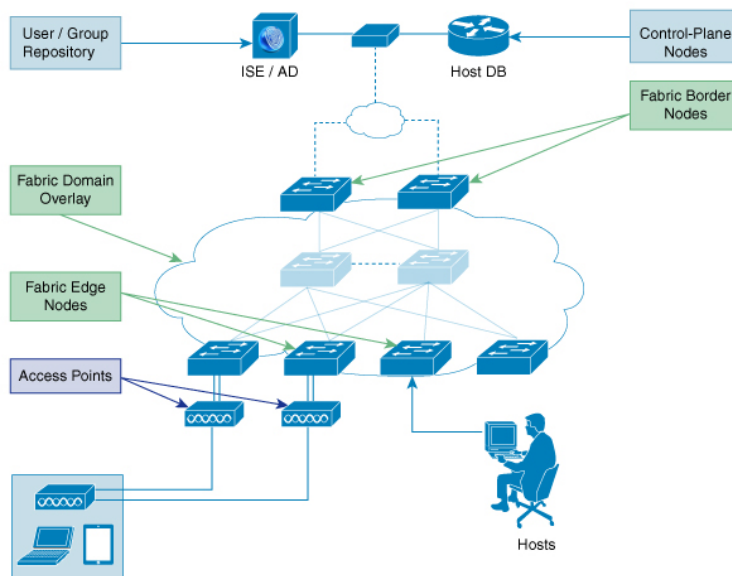 User / Group
Repository
ISE / AD
Host DB
Control-Plane
Nodes
Fabric Border
Nodes
Fabric Domain
Overlay
Fabric Edge
Nodes
Access Points
Hosts